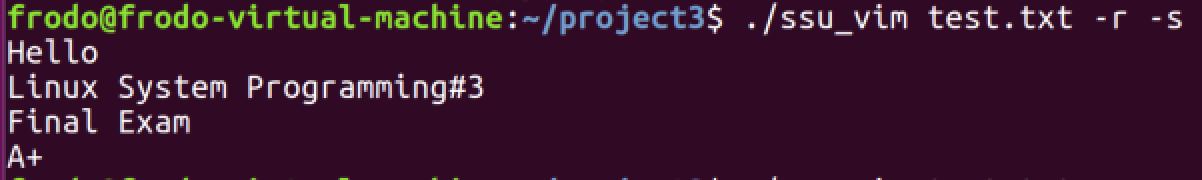 frodo@frodo-virtual-machine:~/project3$ ./ssu_vim test.txt -r -s
Hello
Linux System Programming#3
Final Exam
A+